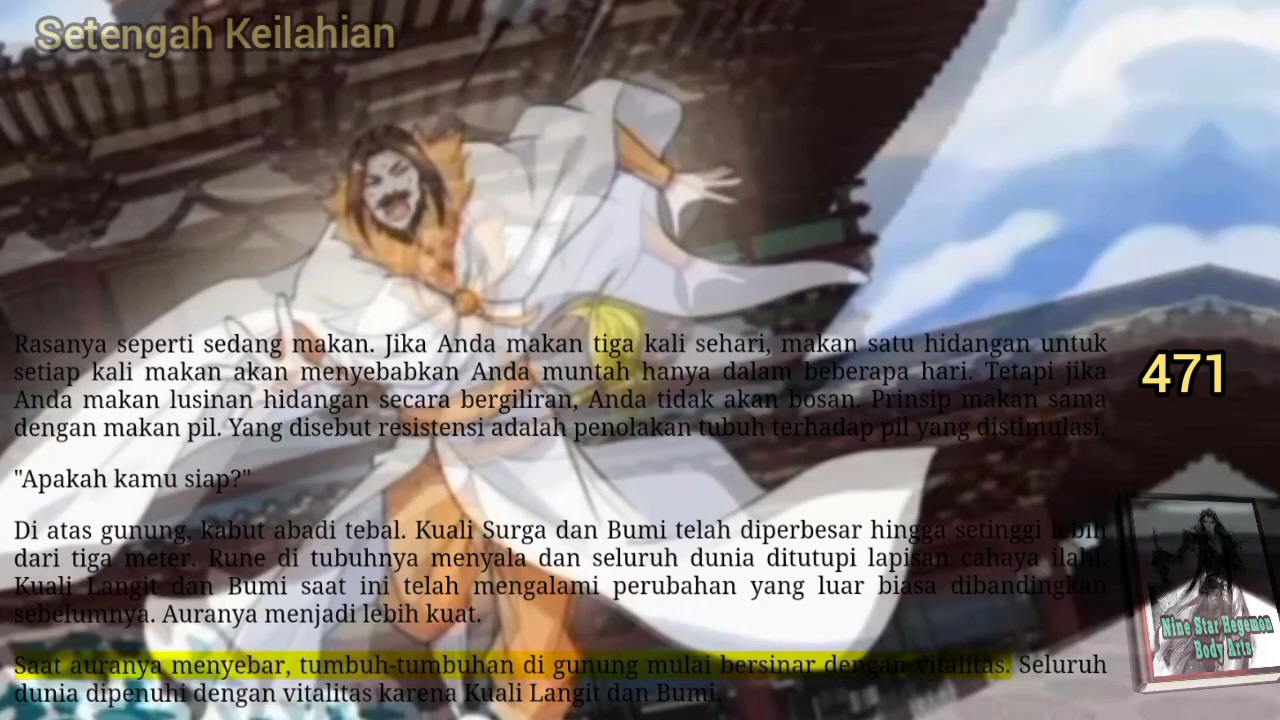 Setengah Keilahian
Rasanya seperti sedang makan. Jika Anda makan tiga kali sehari, makan satu hidangan untuk
setiap kali makan akan menyebabkan Anda muntah hanya dalam beberapa hari. Tetapi jika
Anda makan lusinan hidangan secara bergiliran, Anda tidak akan bosan. Prinsip makan sama
dengan makan pil. Yang disebut resistensi adalah penolakan tubuh terhadap pil yang distimulasi.
"Apakah kamu siap?"
Di atas gunung, kabut abadi tebal. Kuali Surga dan Bumi telah diperbesar hingga setinggi lebih
dari tiga meter. Rune di tubuhnya menyala dan seluruh dunia ditutupi lapisan cahaya ilahi.
Kuali Langit dan Bumi saat ini telah mengalami perubahan yang luar biasa dibandingkan
sebelumnya. Auranya menjadi lebih kuat.
Saat auranya menyebar, tumbuh-tumbuhan di gunung mulai bersinar dengan vitalitas. Seluruh
dunia dipenuhi dengan vitalitas karena Kuali Langit dan Bumi.
471
Nine Star Hegemon
Body Arts